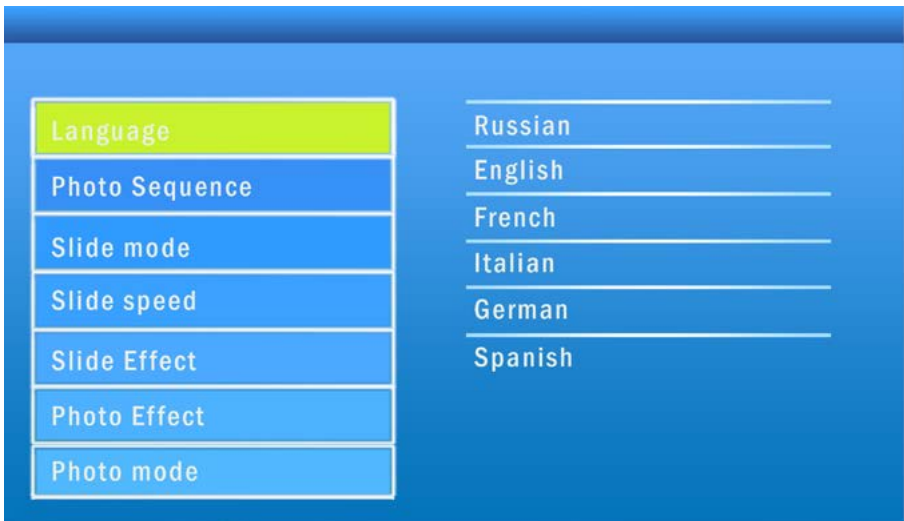 Language
Photo Sequence
Slide mode
Slide speed
Slide Effect
Photo Effect
Photo mode
Russian
English
French
Italian
German
Spanish